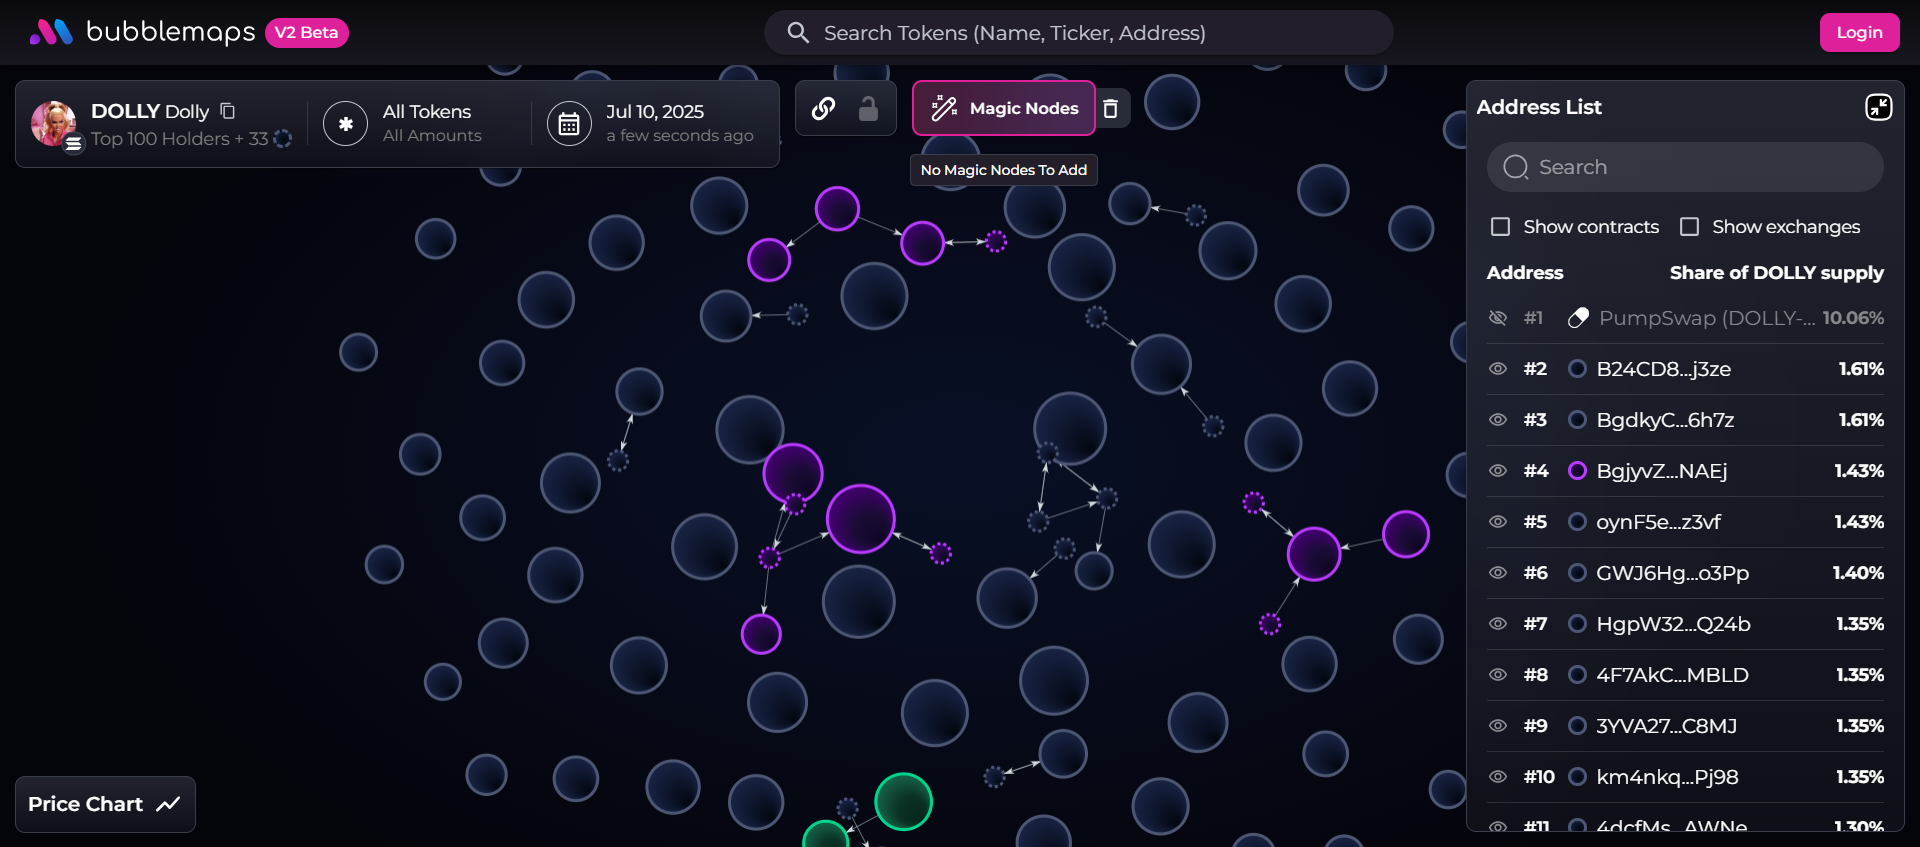 bubblemaps V2 Beta
Search Tokens (Name, Ticker, Address)
Login
DOLLY Dolly
Top 100 Holders + 33
All Tokens
All Amounts
Jul 10, 2025
a few seconds ago
Magic Nodes
No Magic Nodes To Add
Address List
Search
Show contracts
Show exchanges
Address Share of DOLLY supply
#1 PumpSwap (DOLLY-... 10.06%
#2 B24CD8...j3ze 1.61%
#3 BgdkyC...6h7z 1.61%
#4 BgjyvZ...NAEj 1.43%
#5 oynF5e...z3vf 1.43%
#6 GWJ6Hg...o3Pp 1.40%
#7 HgpW32...Q24b 1.35%
#8 4F7AkC...MBLD 1.35%
#9 3YVA27...C8MJ 1.35%
#10 km4nkq...Pj98 1.35%
#11 4dcfMs...AWNe 1.30%
Price Chart